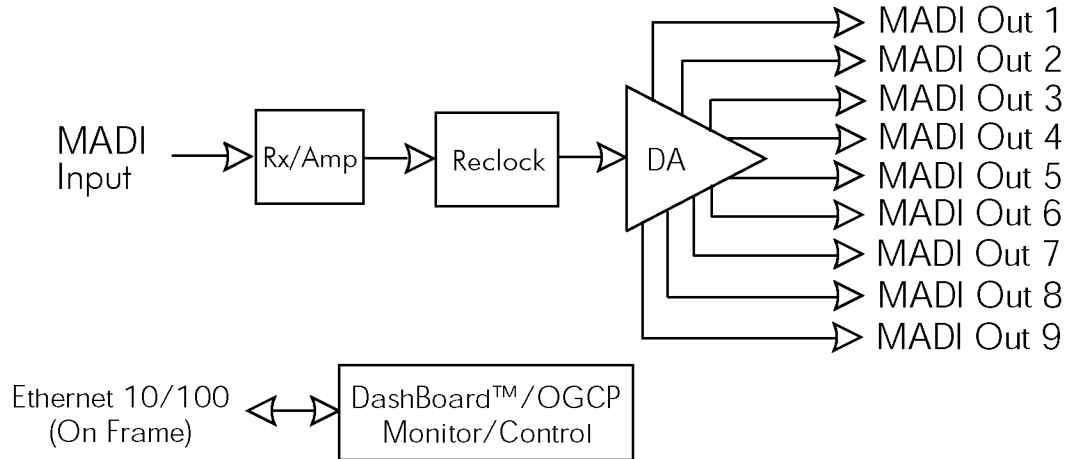 MADI
Input
Rx/Amp
Reclock
DA
MADI Out 1
MADI Out 2
MADI Out 3
MADI Out 4
MADI Out 5
MADI Out 6
MADI Out 7
MADI Out 8
MADI Out 9
Ethernet 10/100
(On Frame)
DashBoard™/OGCP
Monitor/Control